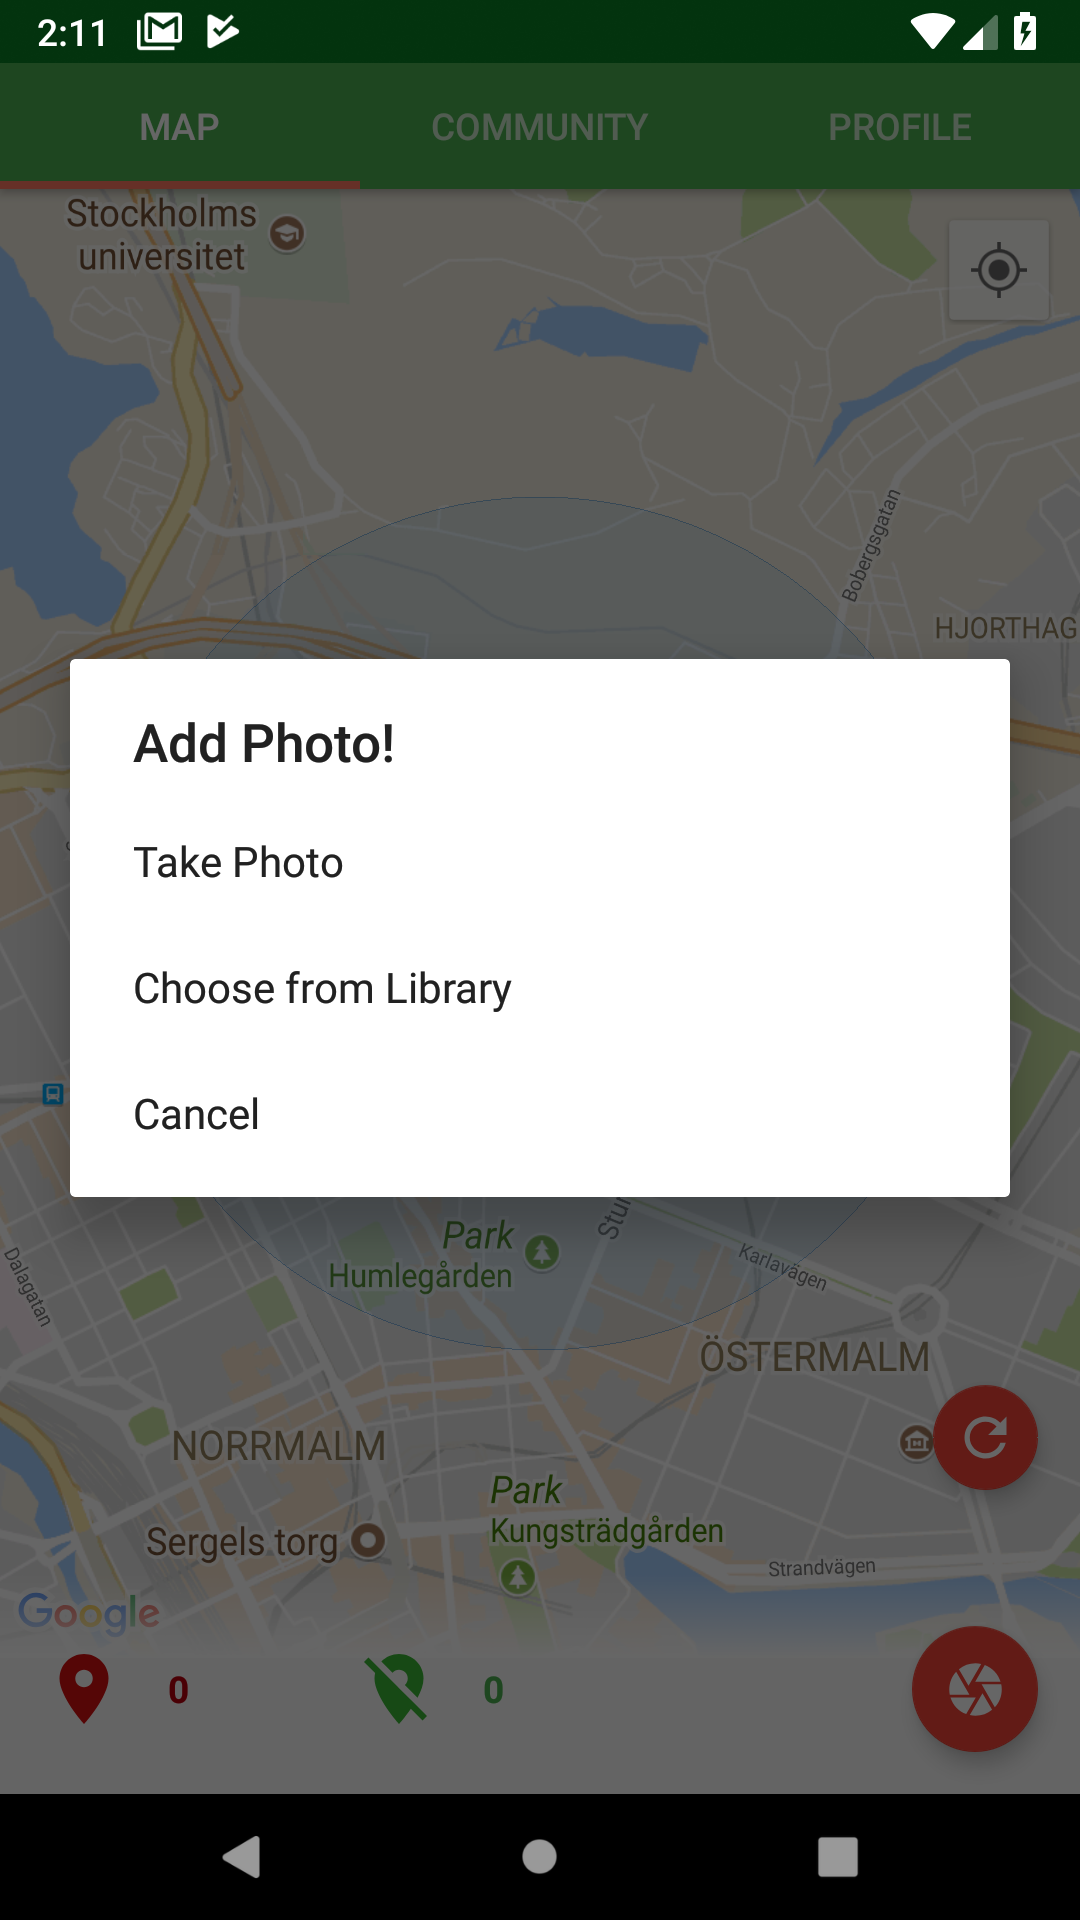 2:11
MAP COMMUNITY PROFILE
Stockholms
universitet
Bobergsgatan
HJORTHAG
Add Photo!
Take Photo
Choose from Library
Cancel
Park
Humlegården
Stur
Karlavägen
Dalagatan
ÖSTERMALM
NORRMALM
Park
Kungsträdgården
Sergels torg
Strandvägen
Google
0 0